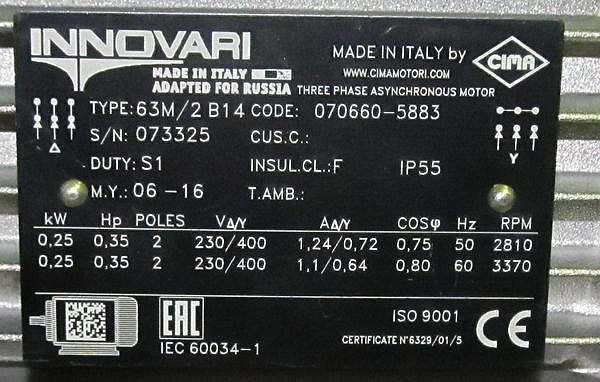 INNOVARI
MADE IN ITALY
ADAPTED FOR RUSSIA
MADE IN ITALY by CIMA
WWW.CIMAMOTORI.COM
THREE PHASE ASYNCHRONOUS MOTOR
TYPE: 63M/2 B14 CODE: 070660-5883
S/N: 073325 CUS.C.:
DUTY: S1 INSUL.CL.: F IP55
M.Y.: 06-16 T.AMB.:
Δ Y
kW Hp POLES VΔ/Y AΔ/Y COSφ Hz RPM
0,25 0,35 2 230/400 1,24/0,72 0,75 50 2810
0,25 0,35 2 230/400 1,1/0,64 0,80 60 3370
EAC ISO 9001 CE
IEC 60034-1 CERTIFICATE N°6329/01/5